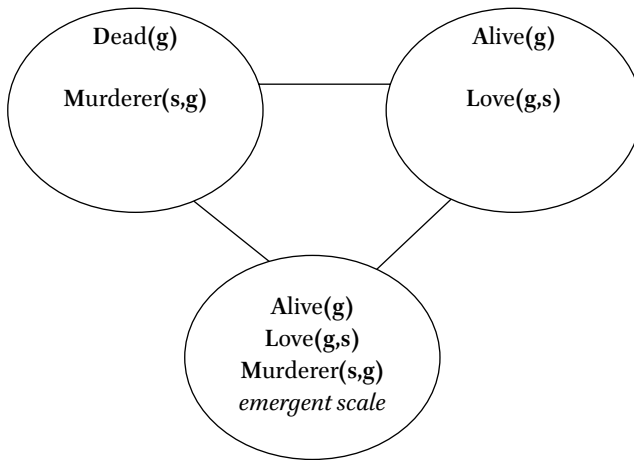 Dead(g)
Murderer(s,g)
Alive(g)
Love(g,s)
Alive(g)
Love(g,s)
Murderer(s,g)
emergent scale